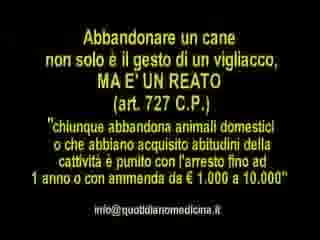 Abbandonare un cane
non solo è il gesto di un vigliacco,
MA E' UN REATO
(art. 727 C.P.)
"chiunque abbandona animali domestici
o che abbiano acquisito abitudini della
cattività è punito con l'arresto fino ad
1 anno o con ammenda da € 1.000 a 10.000"
info@quotidianomedicina.it